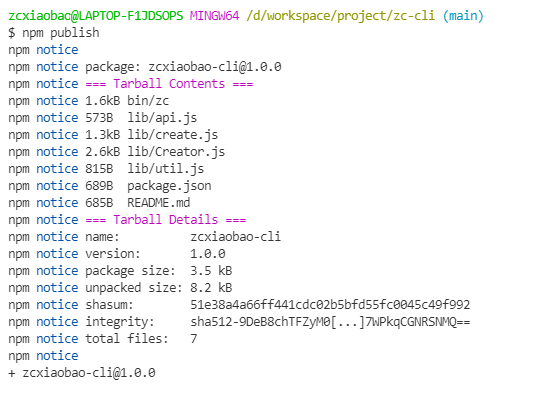 zcxiaobao@LAPTOP-F1JDSOPS MINGW64 /d/workspace/project/zc-cli (main)
$ npm publish
npm notice
npm notice package: zcxiaobao-cli@1.0.0
npm notice === Tarball Contents ===
npm notice 1.6kB bin/zc
npm notice 573B  lib/api.js
npm notice 1.3kB lib/create.js
npm notice 2.6kB lib/Creator.js
npm notice 815B  lib/util.js
npm notice 689B  package.json
npm notice 685B  README.md
npm notice === Tarball Details ===
npm notice name:          zcxiaobao-cli
npm notice version:       1.0.0
npm notice package size:  3.5 kB
npm notice unpacked size: 8.2 kB
npm notice shasum:        51e38a4a66ff441cdc02b5bfd55fc0045c49f992
npm notice integrity:     sha512-9DeB8chTFZyM0[...]7WPkqCGNRSNMQ==
npm notice total files:   7
npm notice
+ zcxiaobao-cli@1.0.0